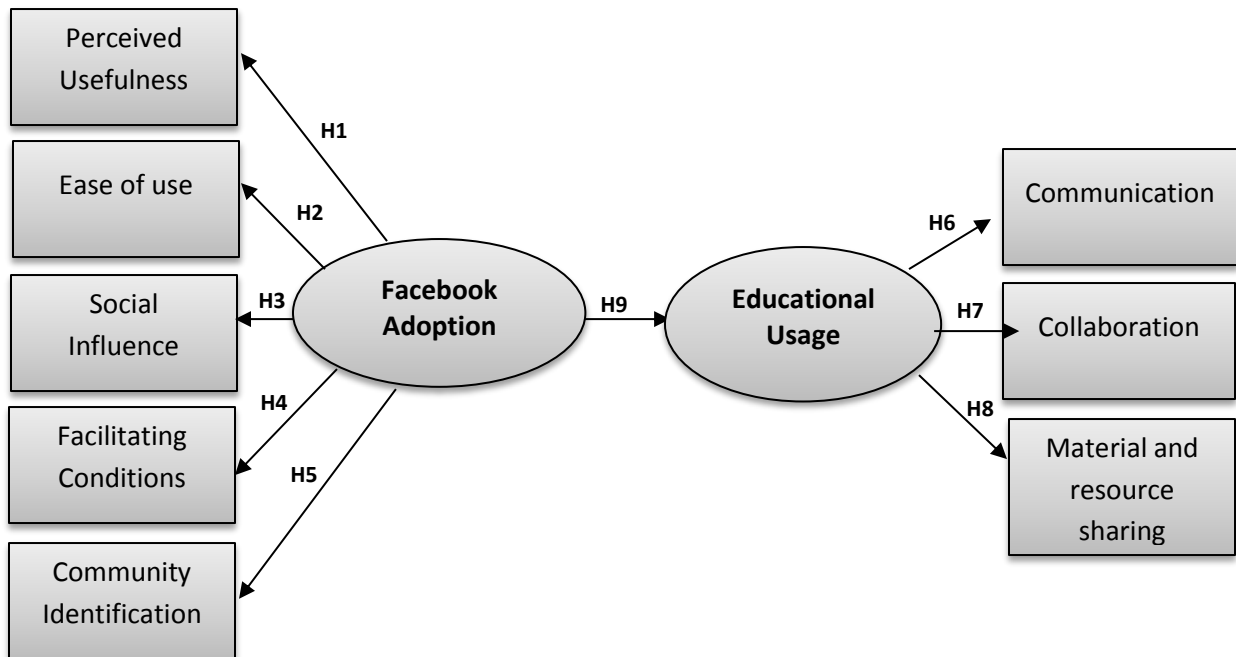 Perceived
Usefulness
H1
Ease of use
H2
Social
Influence
H3
Facilitating
Conditions
H4
Community
Identification
H5
Facebook
Adoption
H9
Educational
Usage
H6
Communication
H7
Collaboration
H8
Material and
resource
sharing